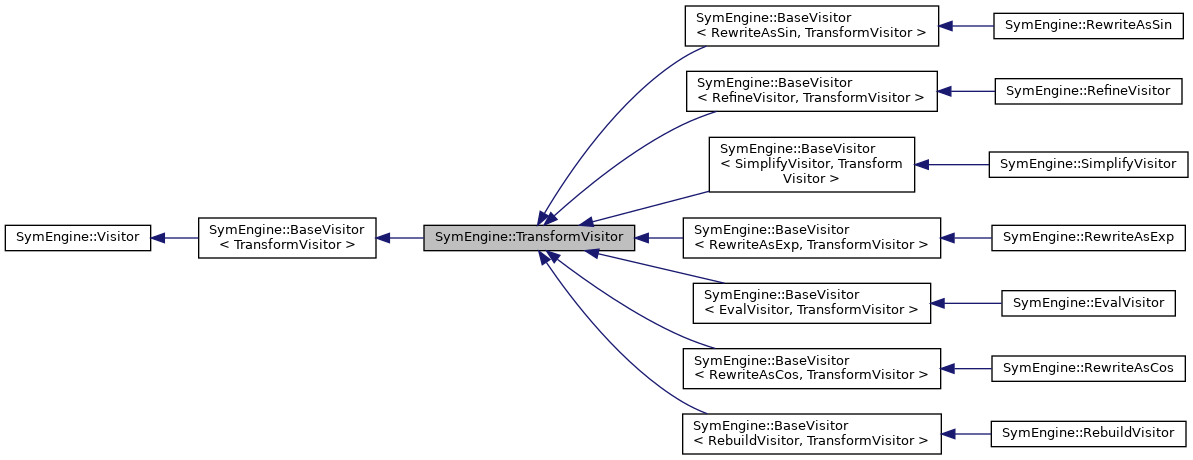 SymEngine::Visitor
SymEngine::BaseVisitor
< TransformVisitor >
SymEngine::TransformVisitor
SymEngine::BaseVisitor
< RewriteAsSin, TransformVisitor >
SymEngine::RewriteAsSin
SymEngine::BaseVisitor
< RefineVisitor, TransformVisitor >
SymEngine::RefineVisitor
SymEngine::BaseVisitor
< SimplifyVisitor, Transform
Visitor >
SymEngine::SimplifyVisitor
SymEngine::BaseVisitor
< RewriteAsExp, TransformVisitor >
SymEngine::RewriteAsExp
SymEngine::BaseVisitor
< EvalVisitor, TransformVisitor >
SymEngine::EvalVisitor
SymEngine::BaseVisitor
< RewriteAsCos, TransformVisitor >
SymEngine::RewriteAsCos
SymEngine::BaseVisitor
< RebuildVisitor, TransformVisitor >
SymEngine::RebuildVisitor